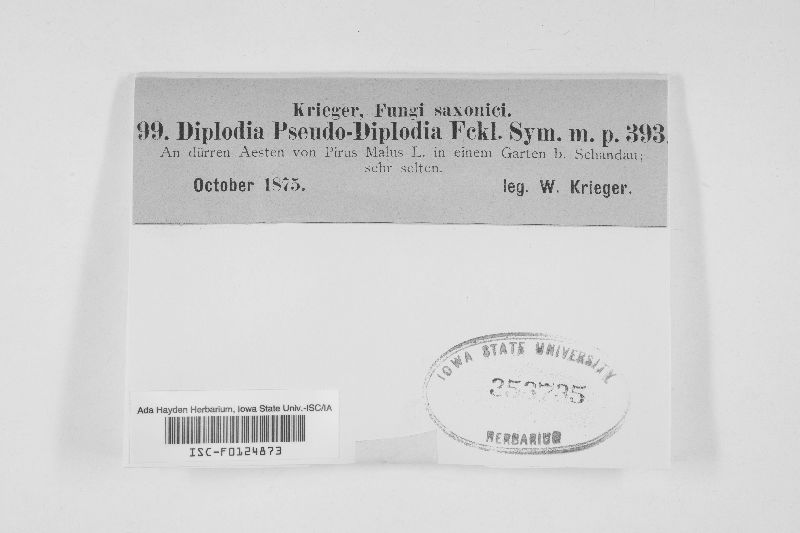 Krieger, Fungi saxonici.
99. Diplodia Pseudo-Diplodia Fckl. Sym. m. p. 393.
An dürren Aesten von Pirus Malus L. in einem Garten b. Schandau;
sehr selten.
October 1875. leg. W. Krieger.
IOWA STATE UNIVERSITY
353735
HERBARIUM
Ada Hayden Herbarium, Iowa State Univ.-ISC/IA
ISC-F0124873